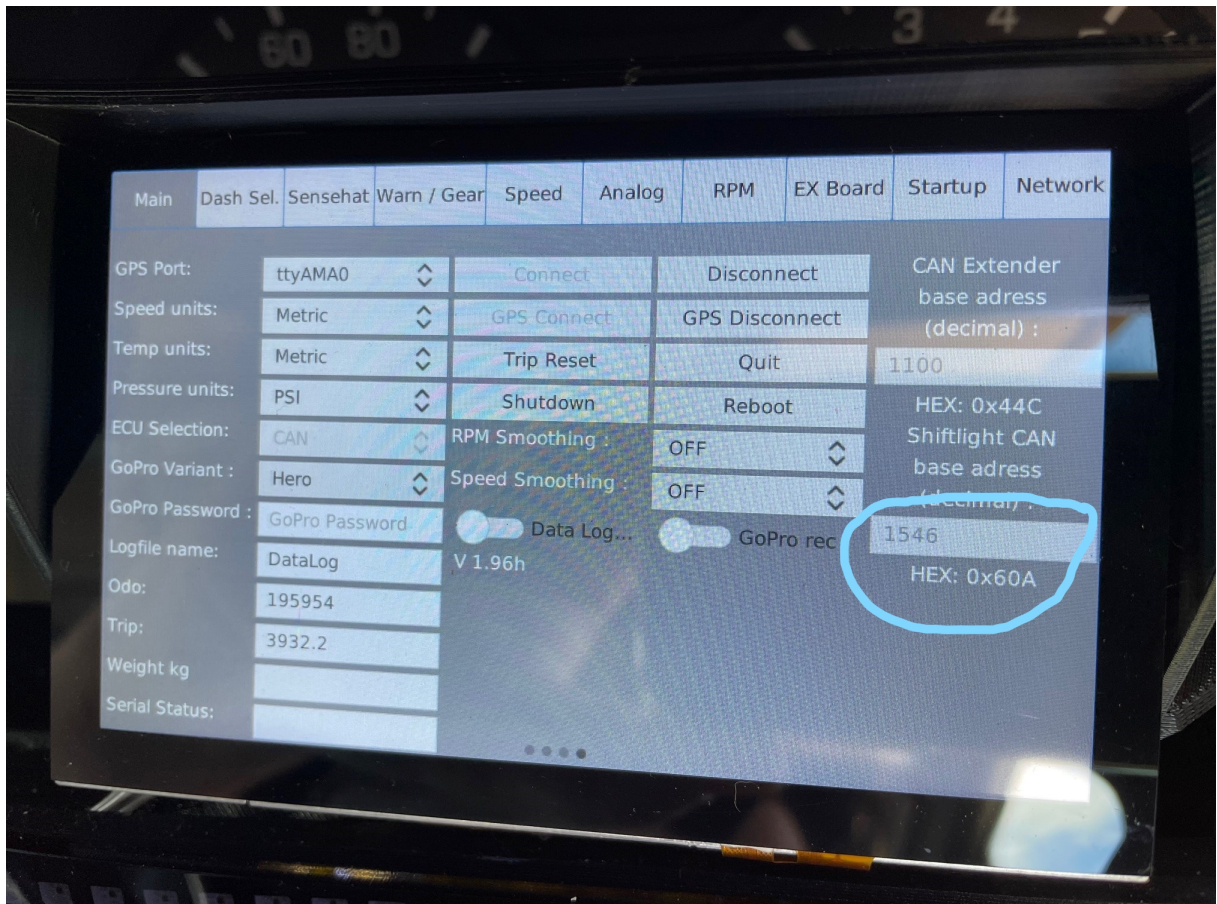 60 80
3 4 5
Main Dash Sel. Sensehat Warn / Gear Speed Analog RPM EX Board Startup Network
GPS Port: ttyAMA0 Connect Disconnect
Speed units: Metric GPS Connect GPS Disconnect
Temp units: Metric Trip Reset Quit
Pressure units: PSI Shutdown Reboot
ECU Selection: CAN RPM Smoothing : OFF
GoPro Variant : Hero Speed Smoothing : OFF
GoPro Password : GoPro Password Data Log... GoPro rec
Logfile name: DataLog V 1.96h
Odo: 195954
Trip: 3932.2
Weight kg
Serial Status:
CAN Extender
base adress
(decimal) :
1100
HEX: 0x44C
Shiftlight CAN
base adress
(decimal) :
1546
HEX: 0x60A